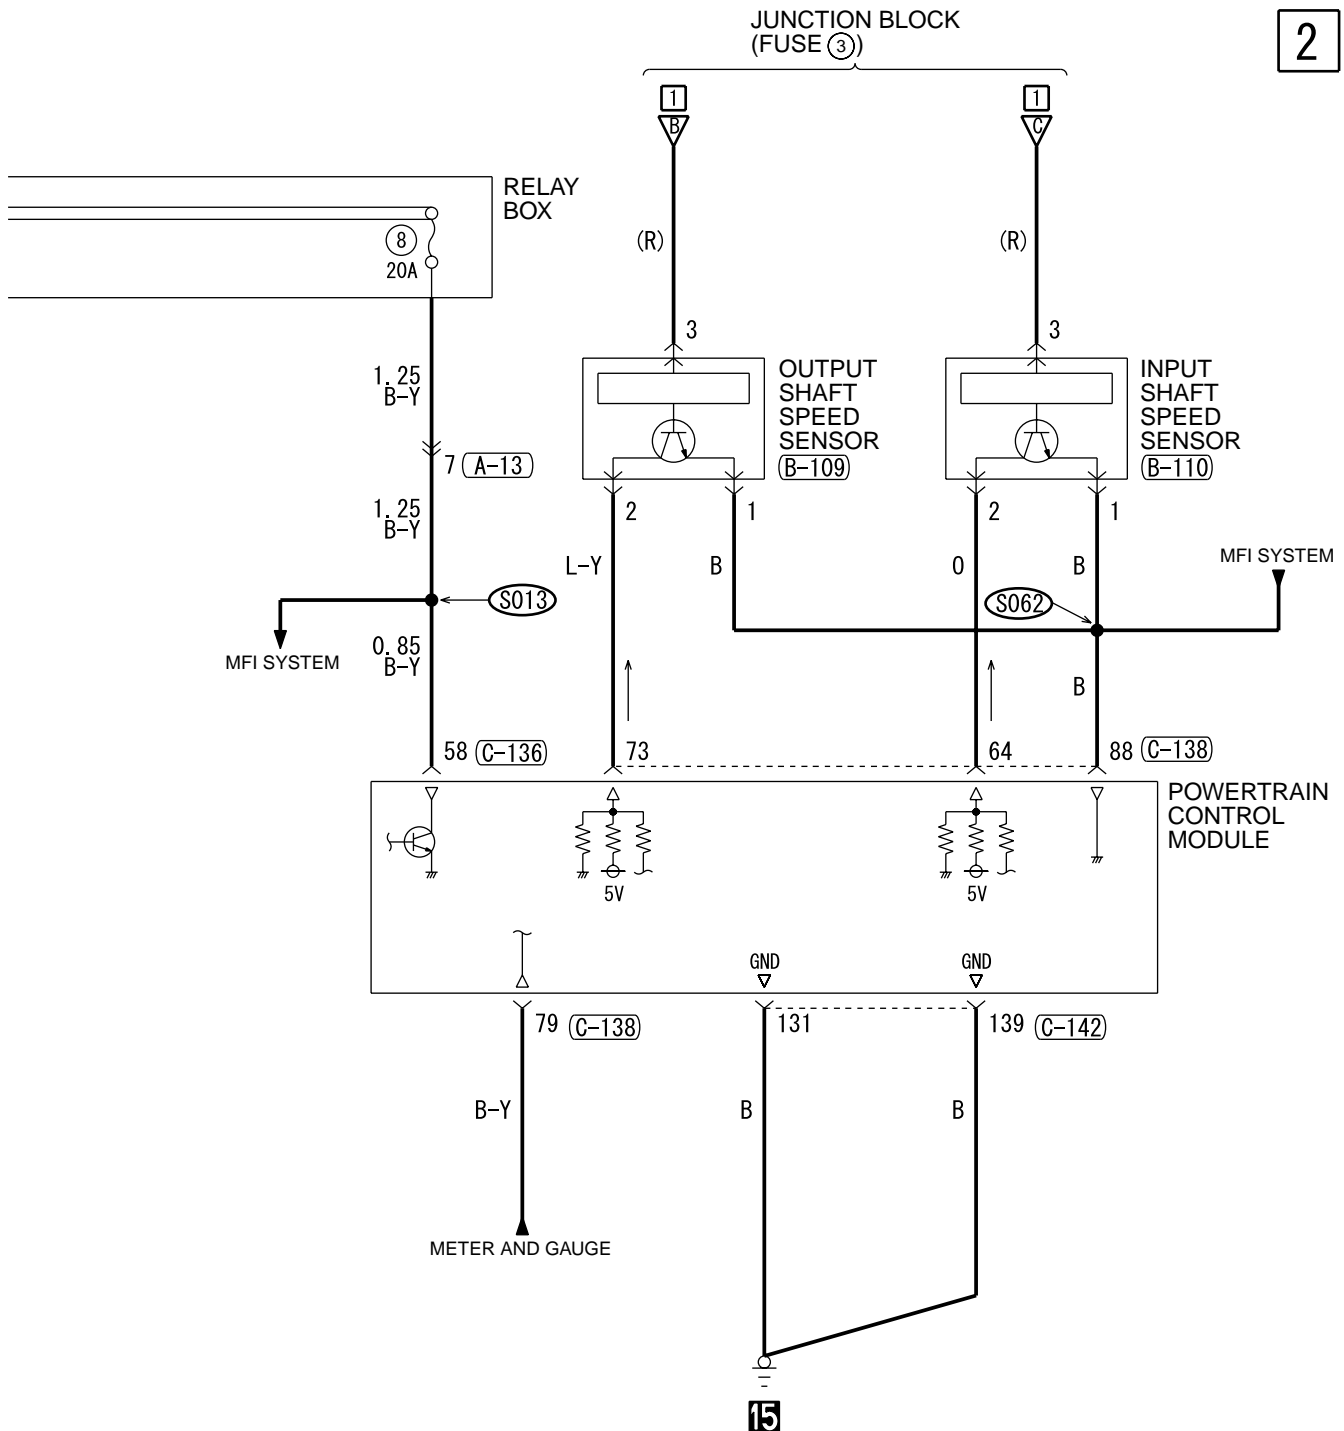 JUNCTION BLOCK
(FUSE 3)
2
1
B
1
C
RELAY
BOX
8
20A
(R)
(R)
3
3
1.25
B-Y
OUTPUT
SHAFT
SPEED
SENSOR
B-109
INPUT
SHAFT
SPEED
SENSOR
B-110
7 A-13
1.25
B-Y
2
1
2
1
L-Y
B
O
B
MFI SYSTEM
S013
S062
MFI SYSTEM
0.85
B-Y
B
58 C-136
73
64
88 C-138
POWERTRAIN
CONTROL
MODULE
5V
5V
GND
GND
79 C-138
131
139 C-142
B-Y
B
B
METER AND GAUGE
15